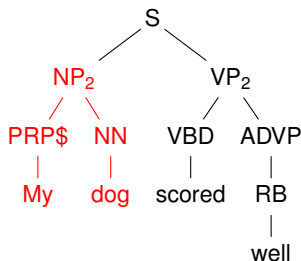 S
NP₂ VP₂
PRP$ NN VBD ADVP
My dog scored RB
well